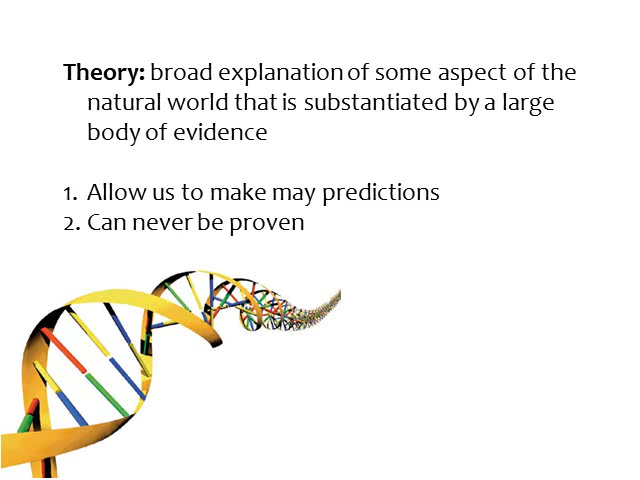 Theory: broad explanation of some aspect of the
natural world that is substantiated by a large
body of evidence
1. Allow us to make may predictions
2. Can never be proven